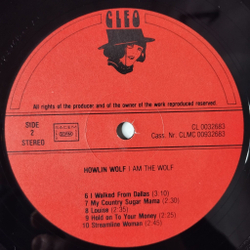 CLEO
All rights of the producer and of the owner of the work reproduced reserved.
SIDE
2
STEREO
CL 0032683
Cass. Nr. CLMC 00932683
HOWLIN WOLF / I AM THE WOLF
6 I Walked From Dallas (3:10)
7 My Country Sugar Mama (2:30)
8 Louise (2:35)
9 Hold on To Your Money (2:25)
10 Streamline Woman (2:45)